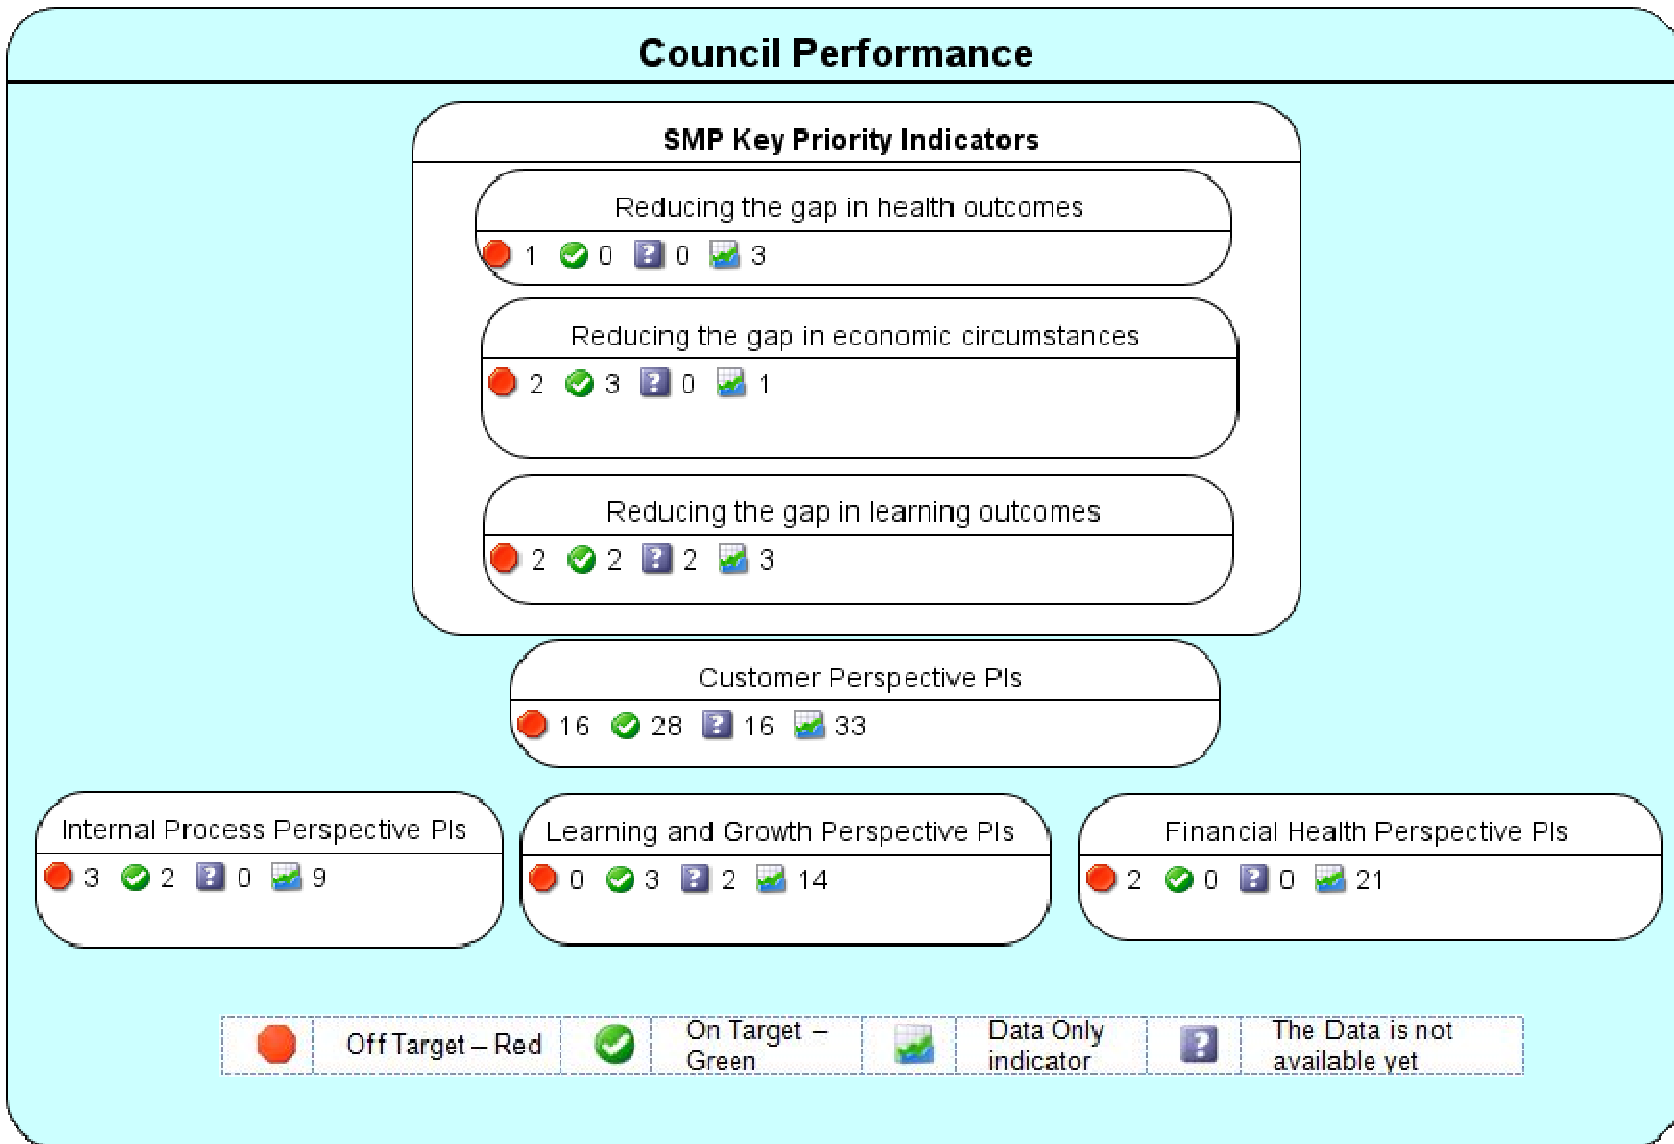 Council Performance
SMP Key Priority Indicators
Reducing the gap in health outcomes
1 0 ? 0 3
Reducing the gap in economic circumstances
2 3 ? 0 1
Reducing the gap in learning outcomes
2 2 ? 2 3
Customer Perspective PIs
16 28 ? 16 33
Internal Process Perspective PIs
3 2 ? 0 9
Learning and Growth Perspective PIs
0 3 ? 2 14
Financial Health Perspective PIs
2 0 ? 0 21
Off Target – Red
On Target –
Green
Data Only
indicator
?
The Data is not
available yet